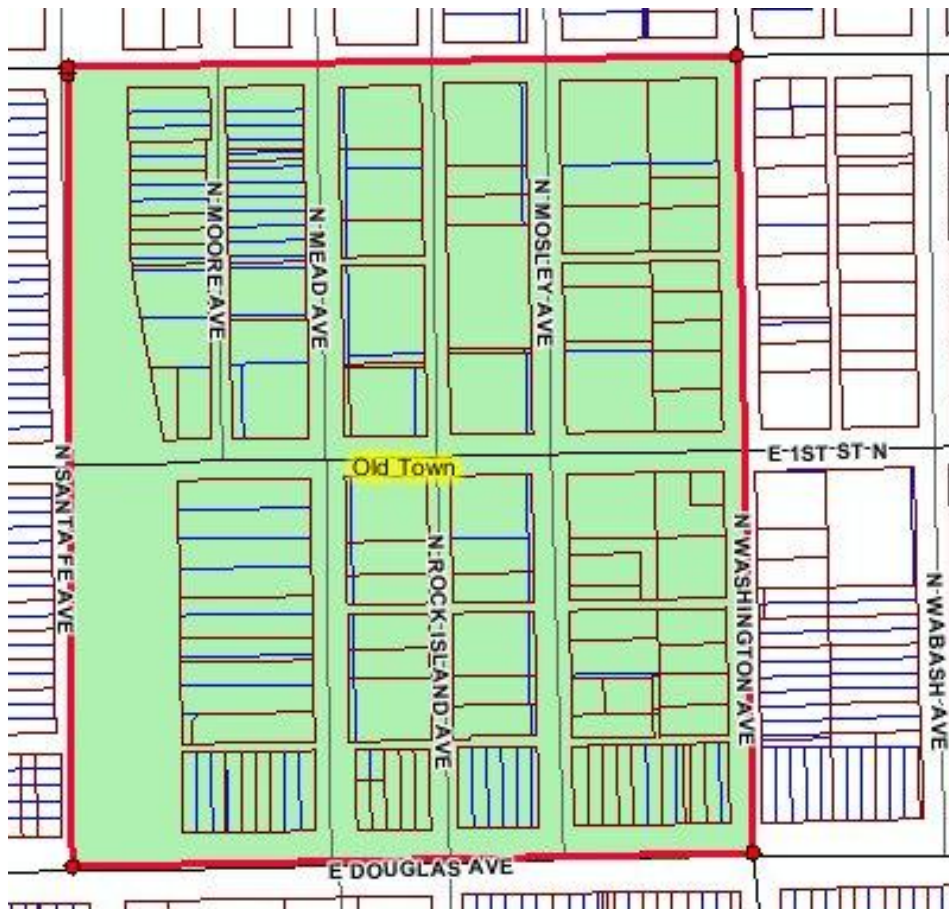 N MOORE AVE
N MEAD AVE
N MOSLEY AVE
E 1ST ST N
Old Town
N SANTA FE AVE
N ROCK ISLAND AVE
N WASHINGTON AVE
N WABASH AVE
E DOUGLAS AVE